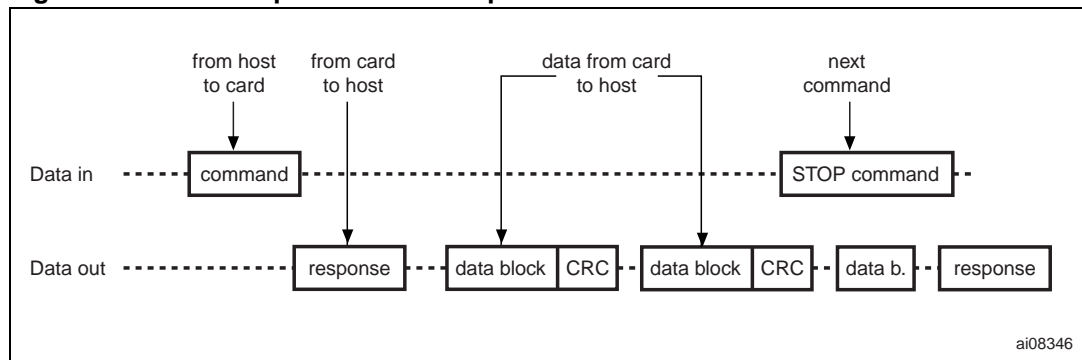 from host
to card
from card
to host
data from card
to host
next
command
Data in
command
STOP command
Data out
response
data block
CRC
data block
CRC
data b.
response
ai08346